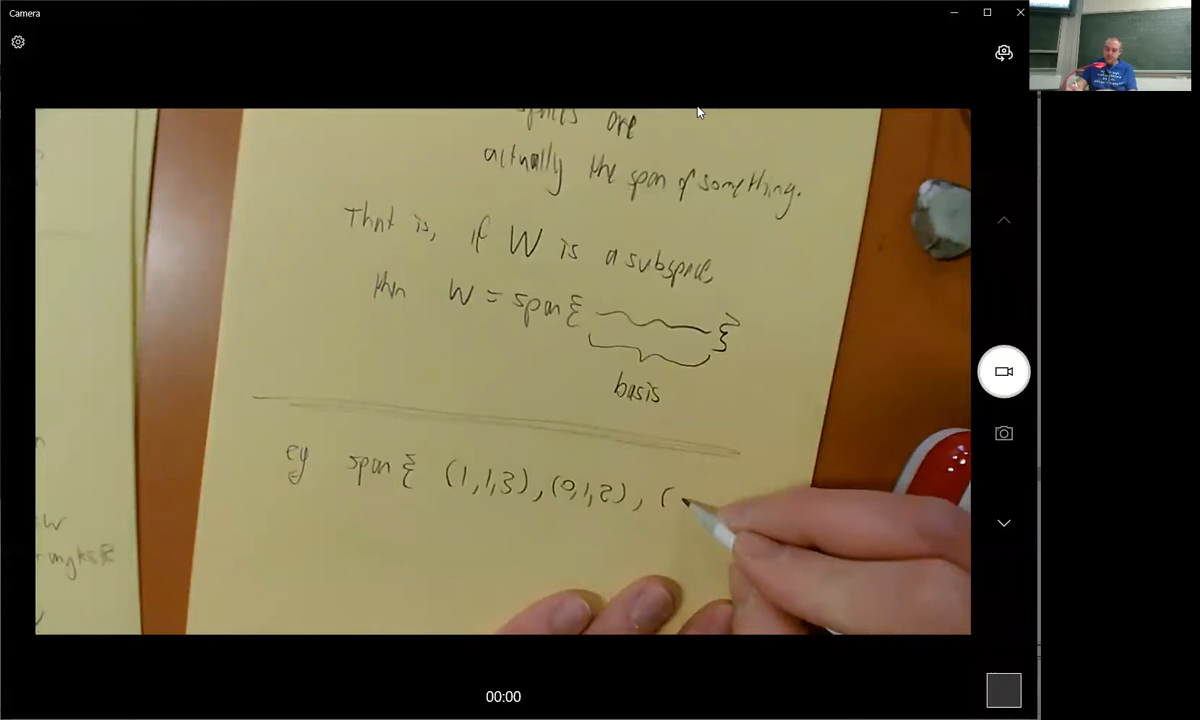 Camera
are
actually the span of something.
That is, if W is a subspace,
then W = span{ }
basis
eg span { (1,1,3), (0,1,2), (
00:00